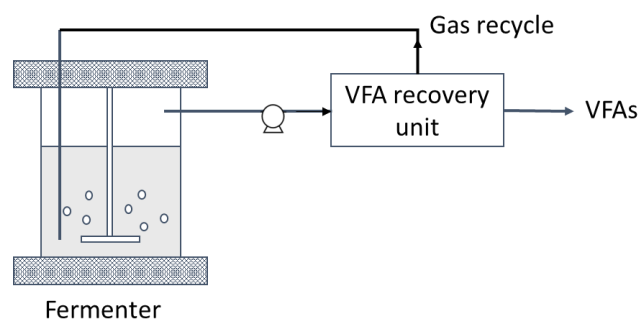 Gas recycle
VFA recovery
unit
VFAs
Fermenter